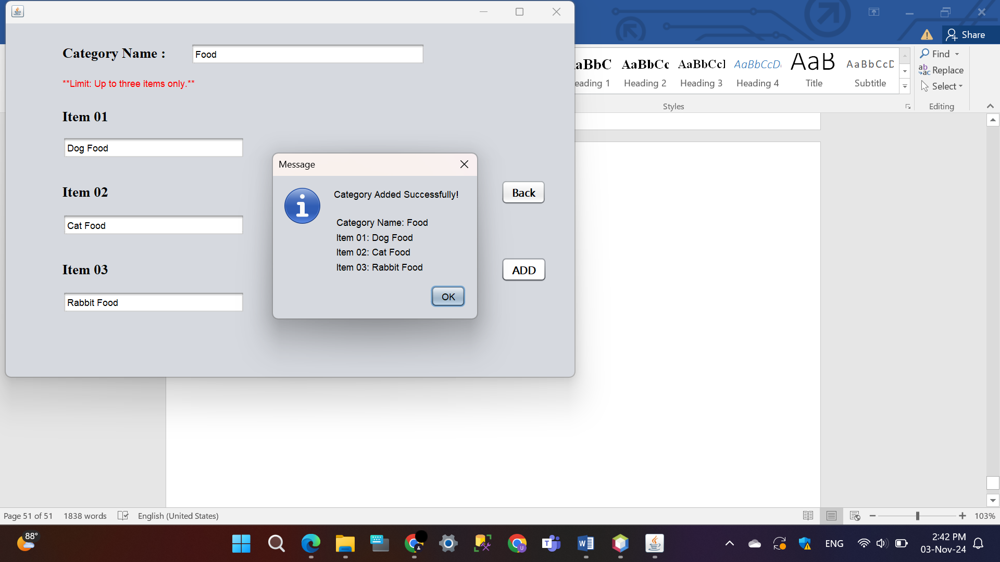 Category Name :
Food
**Limit: Up to three items only.**
Item 01
Dog Food
Item 02
Cat Food
Item 03
Rabbit Food
Message
Category Added Successfully!
Category Name: Food
Item 01: Dog Food
Item 02: Cat Food
Item 03: Rabbit Food
OK
Back
ADD
Share
aBbC
AaBbCc
AaBbCcI
AaBbCcD
AaB
AaBbCcD
eading 1
Heading 2
Heading 3
Heading 4
Title
Subtitle
Styles
Find
Replace
Select
Editing
Page 51 of 51
1838 words
English (United States)
103%
88°
ENG
2:42 PM
03-Nov-24